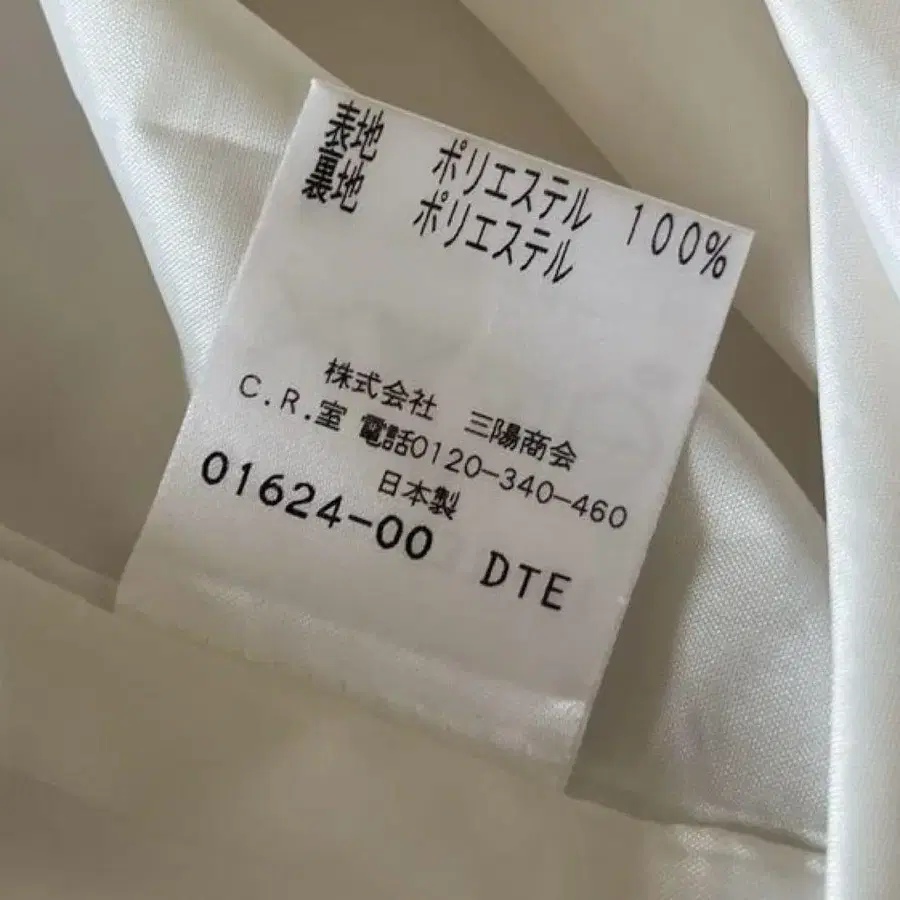 表地 ポリエステル 100%
裏地 ポリエステル
株式会社 三陽商会
C.R.室 電話0120-340-460
日本製
01624-00 DTE